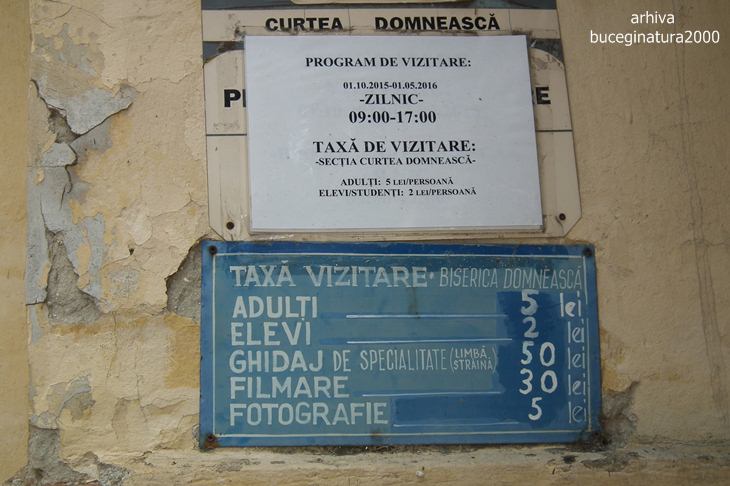 arhiva
buceginatura2000
CURTEA DOMNEASCĂ
PROGRAM DE VIZITARE:
01.10.2015-01.05.2016
-ZILNIC-
09:00-17:00
TAXĂ DE VIZITARE:
-SECȚIA CURTEA DOMNEASCĂ-
ADULȚI: 5 LEI/PERSOANĂ
ELEVI/STUDENȚI: 2 LEI/PERSOANĂ
TAXĂ VIZITARE • BISERICA DOMNEASCĂ
ADULȚI 5 lei
ELEVI 2 lei
GHIDAJ DE SPECIALITATE (LIMBĂ STRĂINĂ) 50 lei
FILMARE 30 lei
FOTOGRAFIE 5 lei